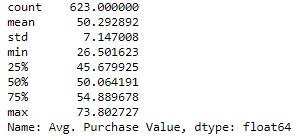 count    623.000000
mean      50.292892
std        7.147008
min       26.501623
25%       45.679925
50%       50.064191
75%       54.889678
max       73.802727
Name: Avg. Purchase Value, dtype: float64